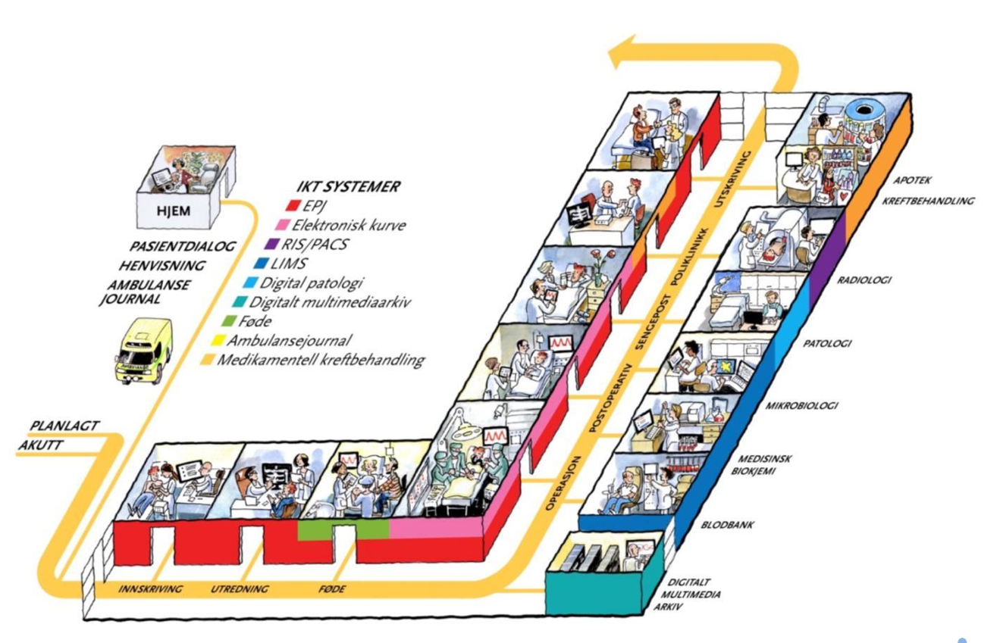 HJEM
PASIENTDIALOG
HENVISNING
AMBULANSE
JOURNAL
AMBULANSE
PLANLAGT
AKUTT
IKT SYSTEMER
EPJ
Elektronisk kurve
RIS/PACS
LIMS
Digital patologi
Digitalt multimediaarkiv
Føde
Ambulansejournal
Medikamentell kreftbehandling
INNSKRIVING
UTREDNING
FØDE
OPERASJON
POSTOPERATIV
SENGEPOST
POLIKLINIKK
UTSKRIVING
APOTEK
KREFTBEHANDLING
RADIOLOGI
PATOLOGI
MIKROBIOLOGI
MEDISINSK
BIOKJEMI
BLODBANK
DIGITALT
MULTIMEDIA
ARKIV